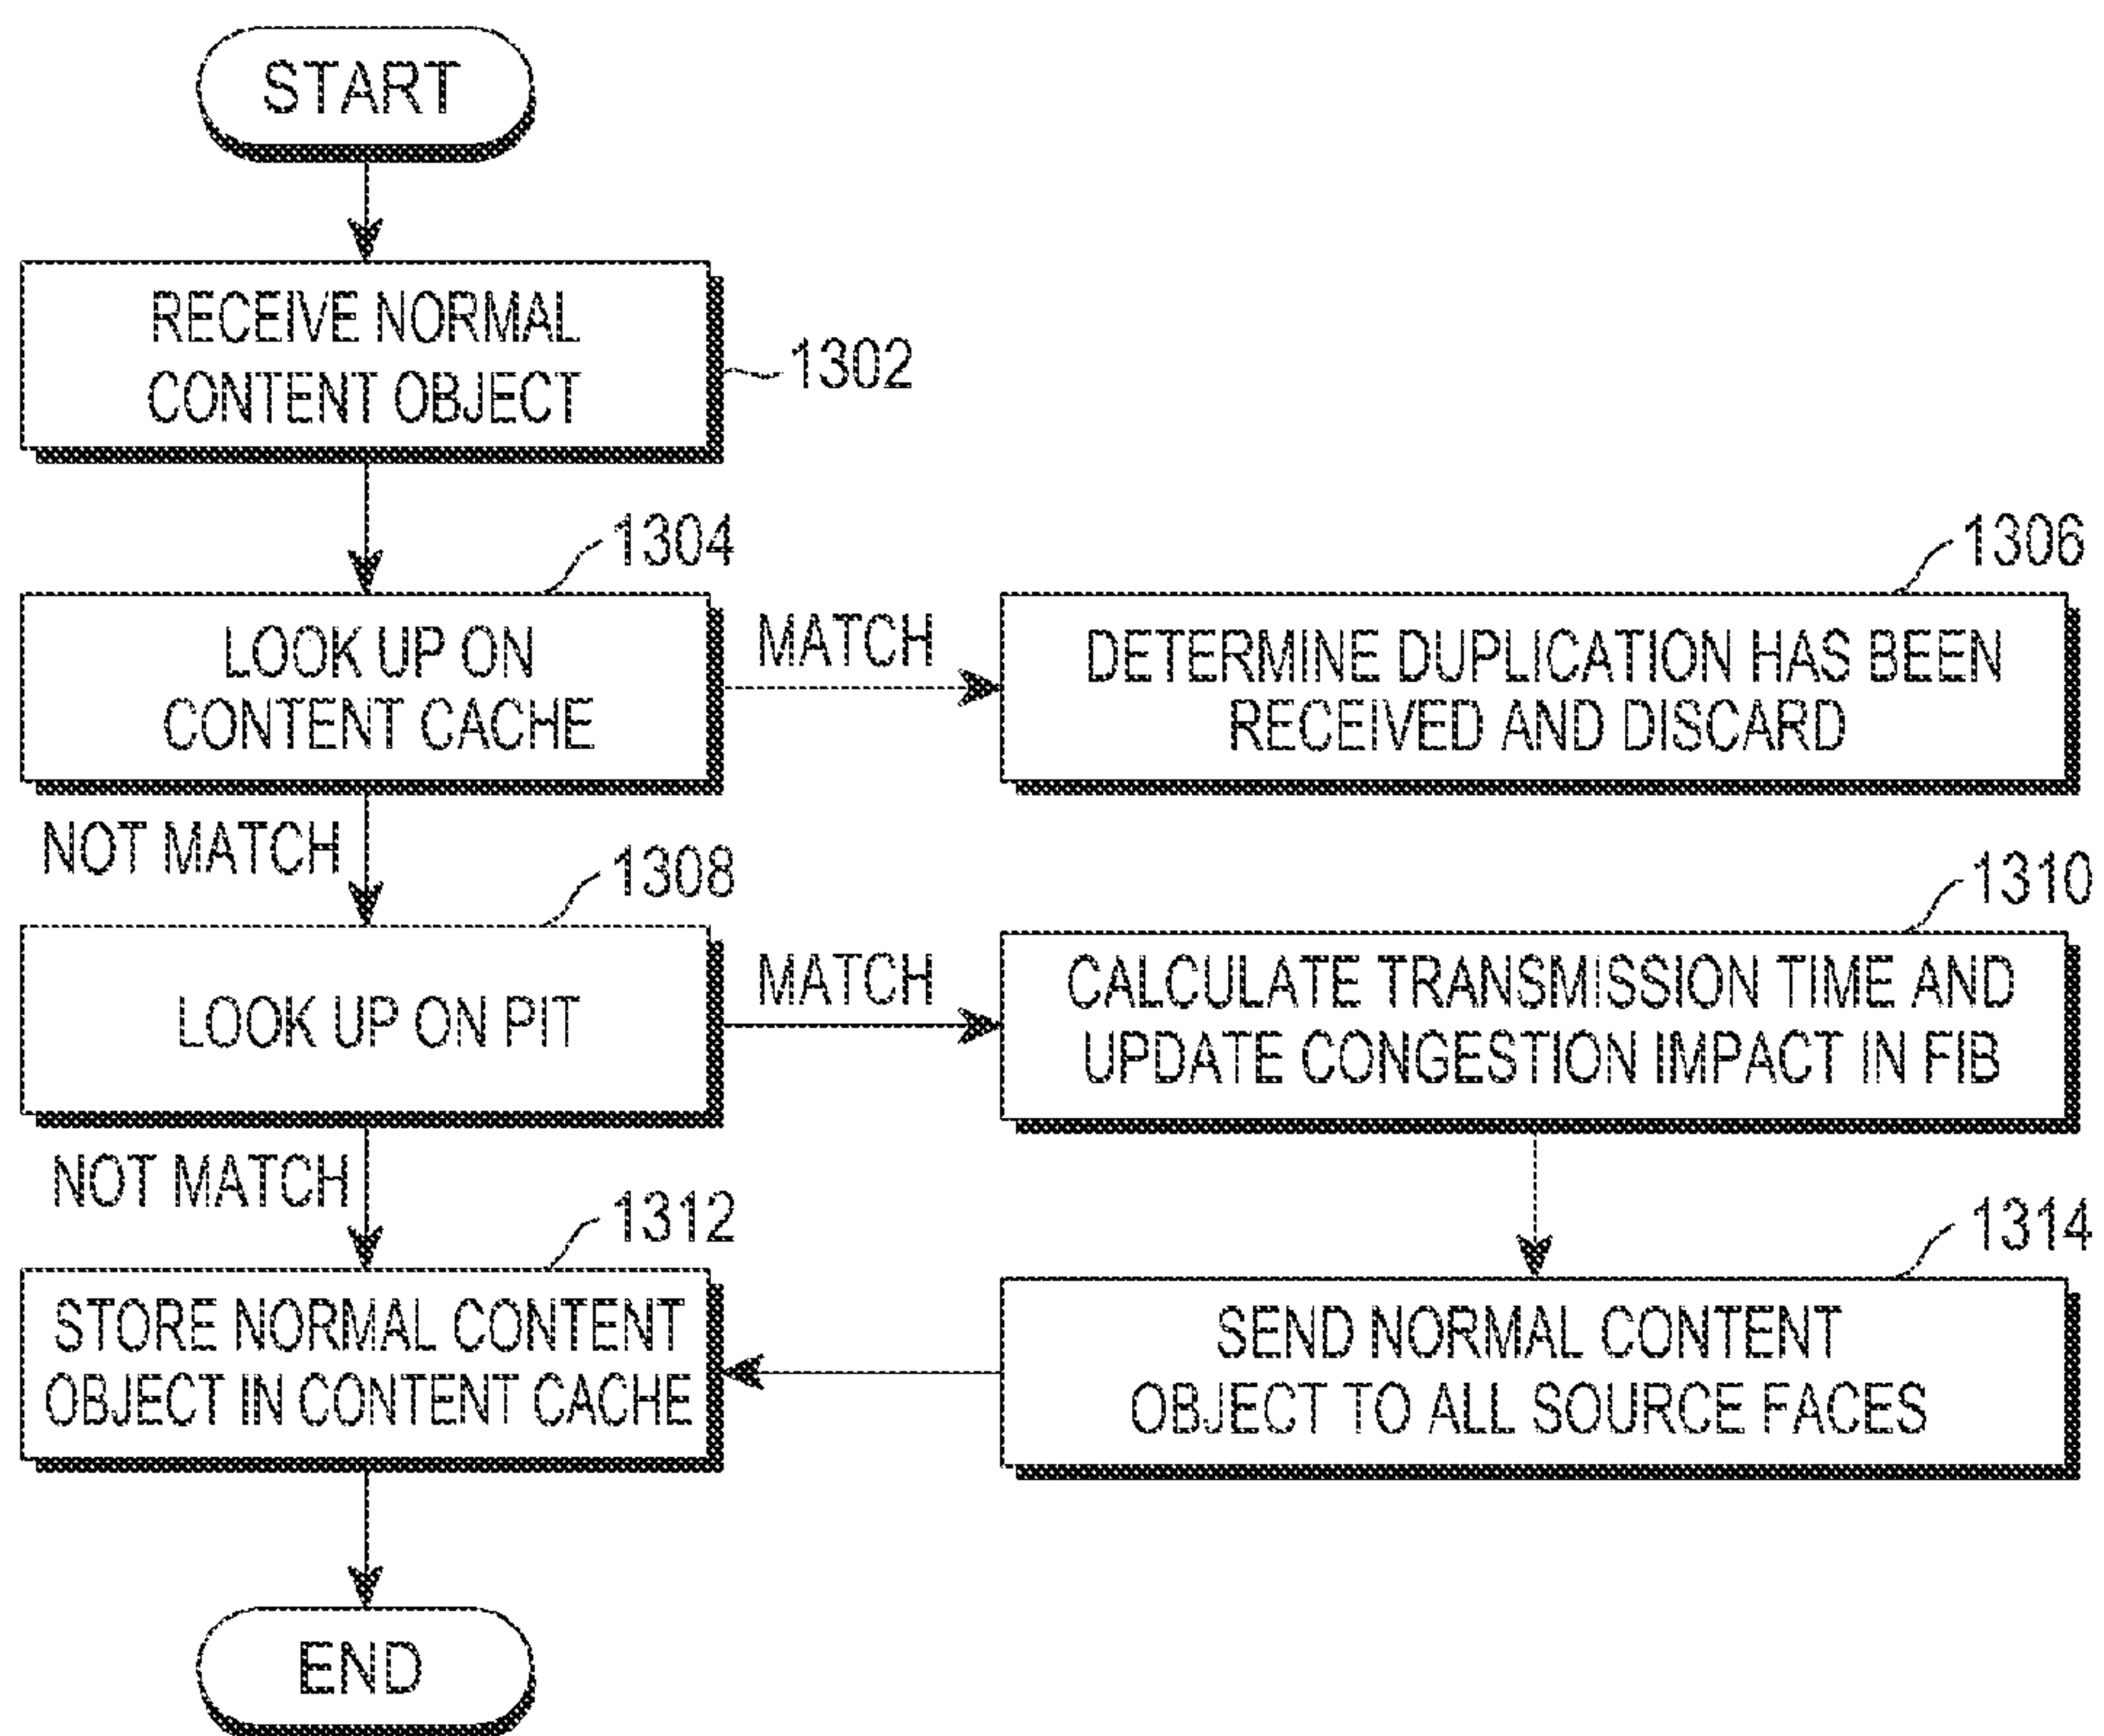 START
RECEIVE NORMAL
CONTENT OBJECT
1302
1304
LOOK UP ON
CONTENT CACHE
MATCH
1306
DETERMINE DUPLICATION HAS BEEN
RECEIVED AND DISCARD
NOT MATCH
1308
LOOK UP ON PIT
MATCH
1310
CALCULATE TRANSMISSION TIME AND
UPDATE CONGESTION IMPACT IN FIB
NOT MATCH
1312
STORE NORMAL CONTENT
OBJECT IN CONTENT CACHE
1314
SEND NORMAL CONTENT
OBJECT TO ALL SOURCE FACES
END